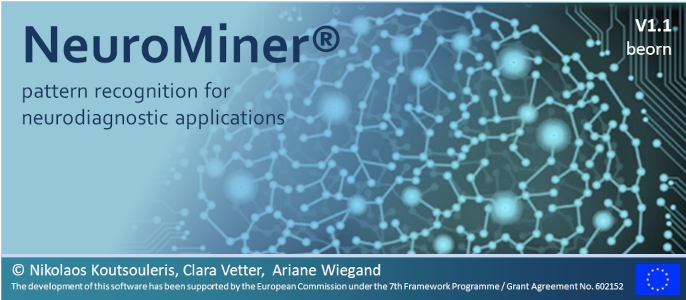 NeuroMiner®
V1.1
beorn
pattern recognition for
neurodiagnostic applications
© Nikolaos Koutsouleris, Clara Vetter, Ariane Wiegand
The development of this software has been supported by the European Commission under the 7th Framework Programme / Grant Agreement No. 602152